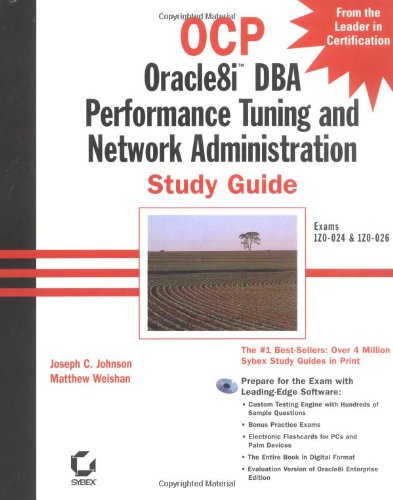 From the
Leader in
Certification
OCP
Oracle8i™ DBA
Performance Tuning and
Network Administration
Study Guide
Exams
1Z0-024 & 1Z0-026
Joseph C. Johnson
Matthew Weishan
The #1 Best-Sellers: Over 4 Million
Sybex Study Guides in Print
Prepare for the Exam with
Leading-Edge Software:
• Custom Testing Engine with Hundreds of
Sample Questions
• Bonus Practice Exams
• Electronic Flashcards for PCs and
Palm Devices
• The Entire Book in Digital Format
• Evaluation Version of Oracle8i Enterprise
Edition
SYBEX
Copyrighted Material
Copyrighted Material